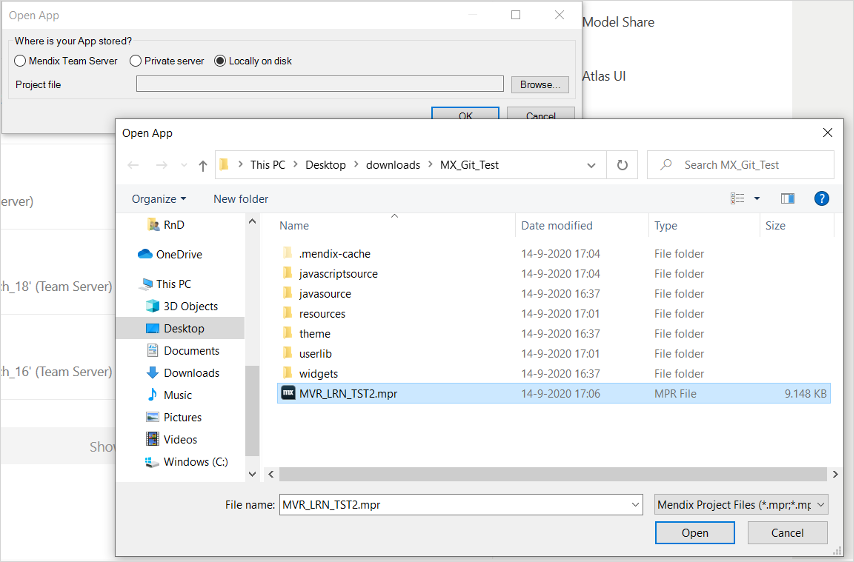 Open App
Model Share
Where is your App stored?
Mendix Team Server Private server Locally on disk
Atlas UI
Project file Browse...
OK Cancel
Open App
This PC > Desktop > downloads > MX_Git_Test
Search MX_Git_Test
Organize New folder ?
erver)
ch_18' (Team Server)
ch_16' (Team Server)
Show
RnD
OneDrive
This PC
3D Objects
Desktop
Documents
Downloads
Music
Pictures
Videos
Windows (C:)
Name Date modified Type Size
.mendix-cache 14-9-2020 17:04 File folder
javascriptsource 14-9-2020 17:04 File folder
javasource 14-9-2020 16:37 File folder
resources 14-9-2020 17:01 File folder
theme 14-9-2020 16:37 File folder
userlib 14-9-2020 17:01 File folder
widgets 14-9-2020 16:37 File folder
mx MVR_LRN_TST2.mpr 14-9-2020 17:06 MPR File 9.148 KB
File name: MVR_LRN_TST2.mpr Mendix Project Files (*.mpr;*.mp
Open Cancel